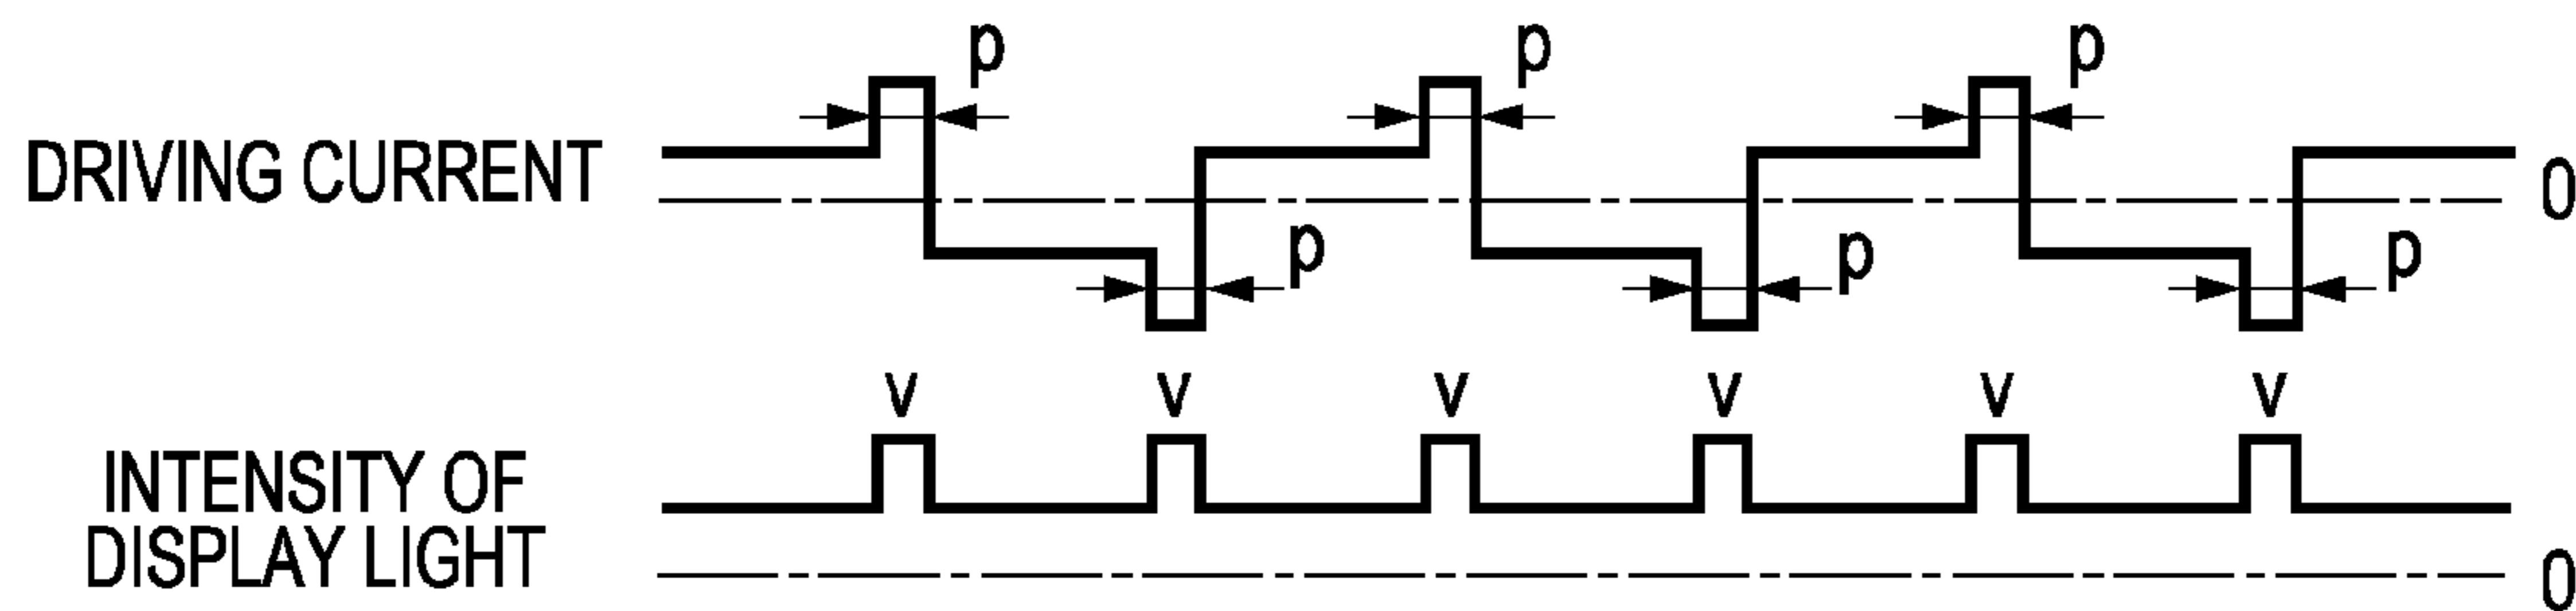 p p p
DRIVING CURRENT
0
p p p
v v v v v v
INTENSITY OF
DISPLAY LIGHT
0